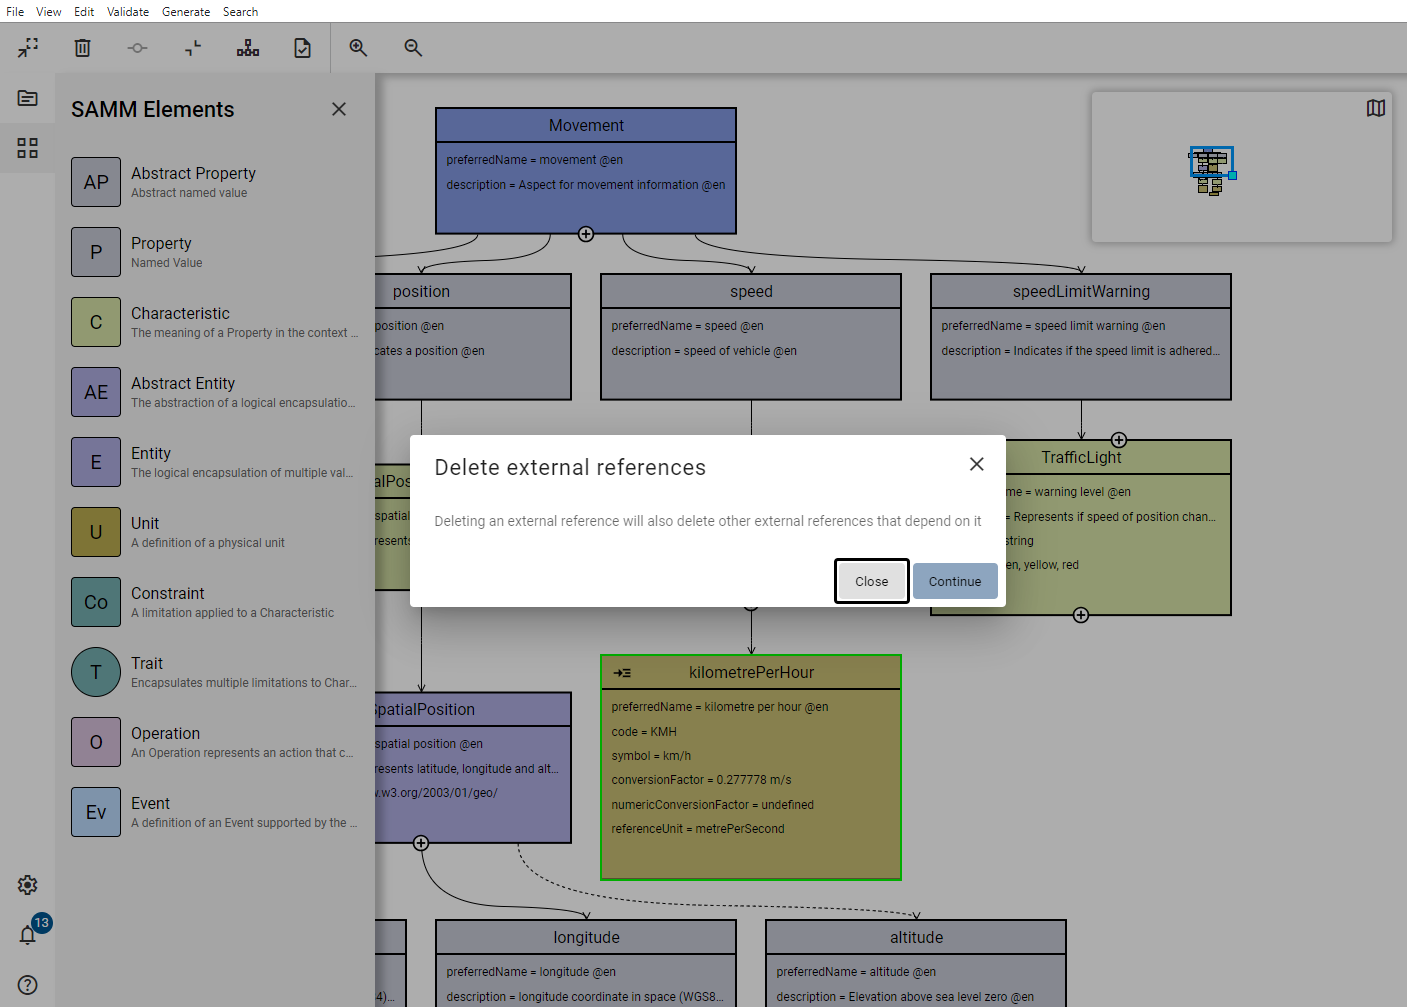 File View Edit Validate Generate Search
SAMM Elements
AP
Abstract Property
Abstract named value
P
Property
Named Value
C
Characteristic
The meaning of a Property in the context ...
AE
Abstract Entity
The abstraction of a logical encapsulatio...
E
Entity
The logical encapsulation of multiple val...
U
Unit
A definition of a physical unit
Co
Constraint
A limitation applied to a Characteristic
T
Trait
Encapsulates multiple limitations to Char...
O
Operation
An Operation represents an action that c...
Ev
Event
A definition of an Event supported by the ...
13
Movement
preferredName = movement @en
description = Aspect for movement information @en
position
position @en
cates a position @en
speed
preferredName = speed @en
description = speed of vehicle @en
speedLimitWarning
preferredName = speed limit warning @en
description = Indicates if the speed limit is adhered...
alPos
spatial
resents
TrafficLight
me = warning level @en
= Represents if speed of position chan...
string
en, yellow, red
Delete external references
Deleting an external reference will also delete other external references that depend on it
Close
Continue
SpatialPosition
spatial position @en
resents latitude, longitude and alt...
w.w3.org/2003/01/geo/
kilometrePerHour
preferredName = kilometre per hour @en
code = KMH
symbol = km/h
conversionFactor = 0.277778 m/s
numericConversionFactor = undefined
referenceUnit = metrePerSecond
4)...
longitude
preferredName = longitude @en
description = longitude coordinate in space (WGS8...
altitude
preferredName = altitude @en
description = Elevation above sea level zero @en